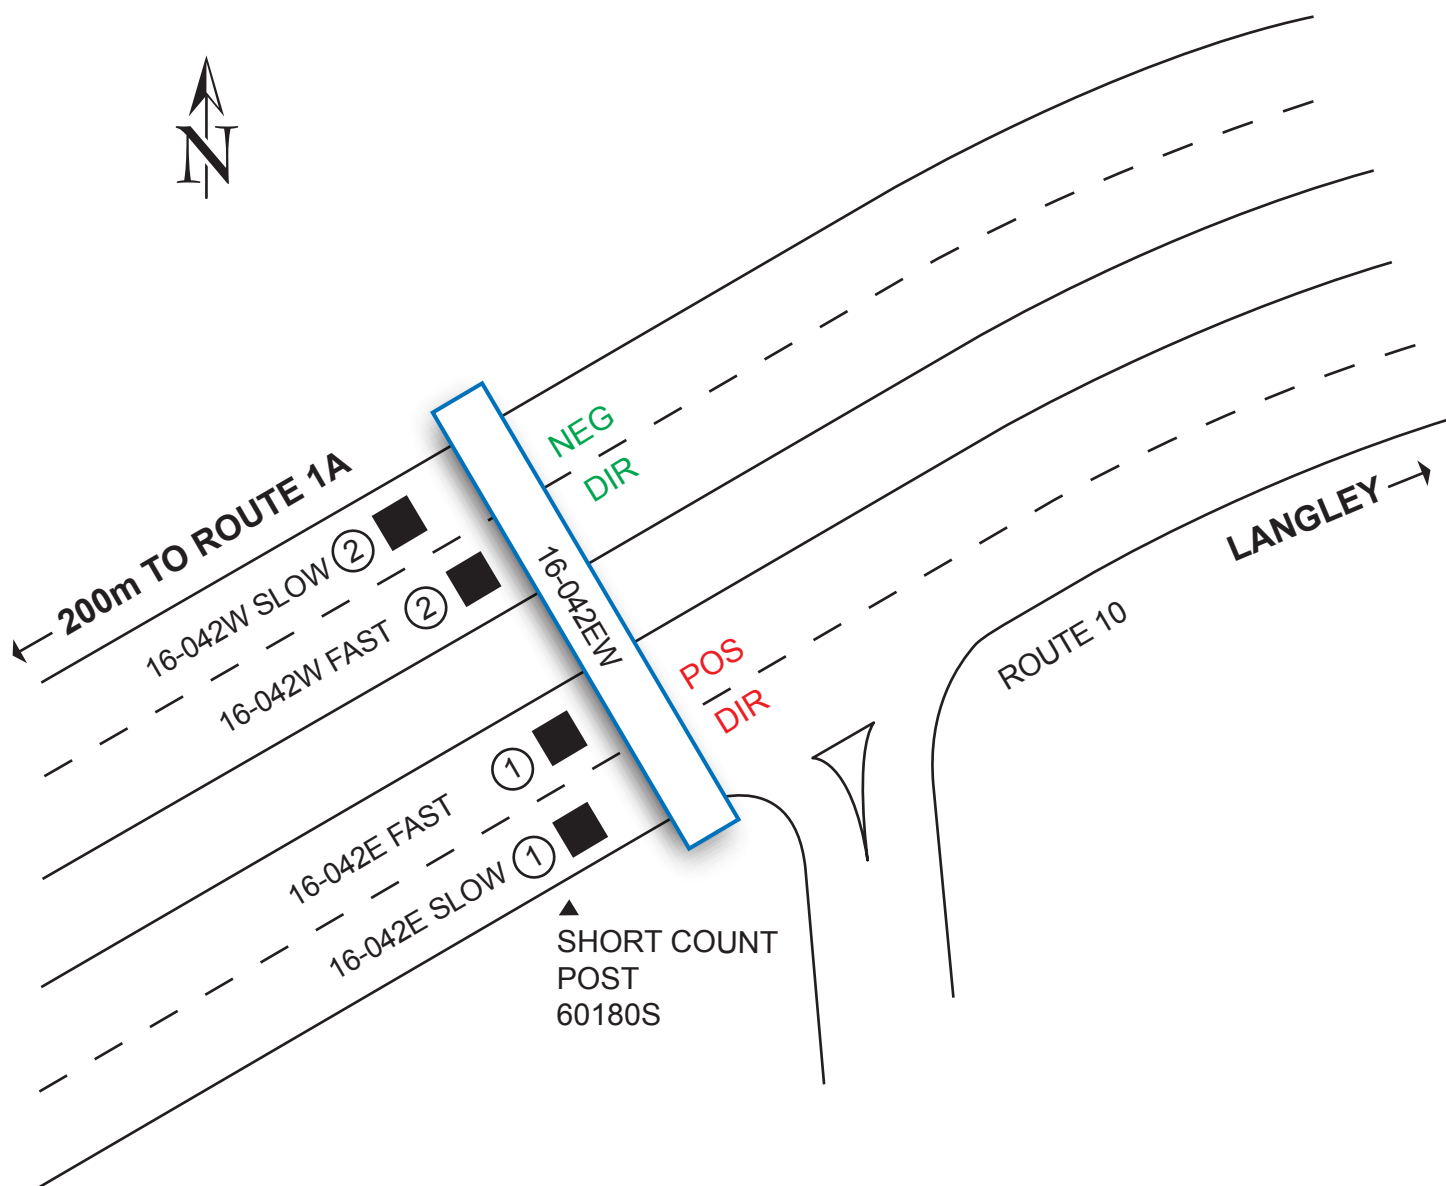 N
200m TO ROUTE 1A
16-042W SLOW 2
16-042W FAST 2
NEG
DIR
16-042EW
POS
DIR
LANGLEY
ROUTE 10
16-042E FAST 1
16-042E SLOW 1
SHORT COUNT
POST
60180S